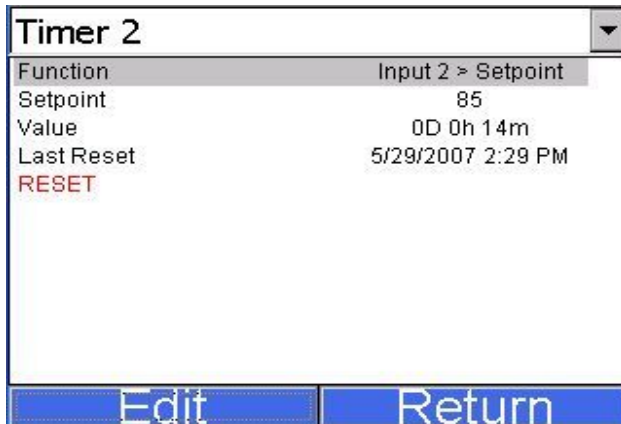 Timer 2
Function Input 2 > Setpoint
Setpoint 85
Value 0D 0h 14m
Last Reset 5/29/2007 2:29 PM
RESET
Edit Return